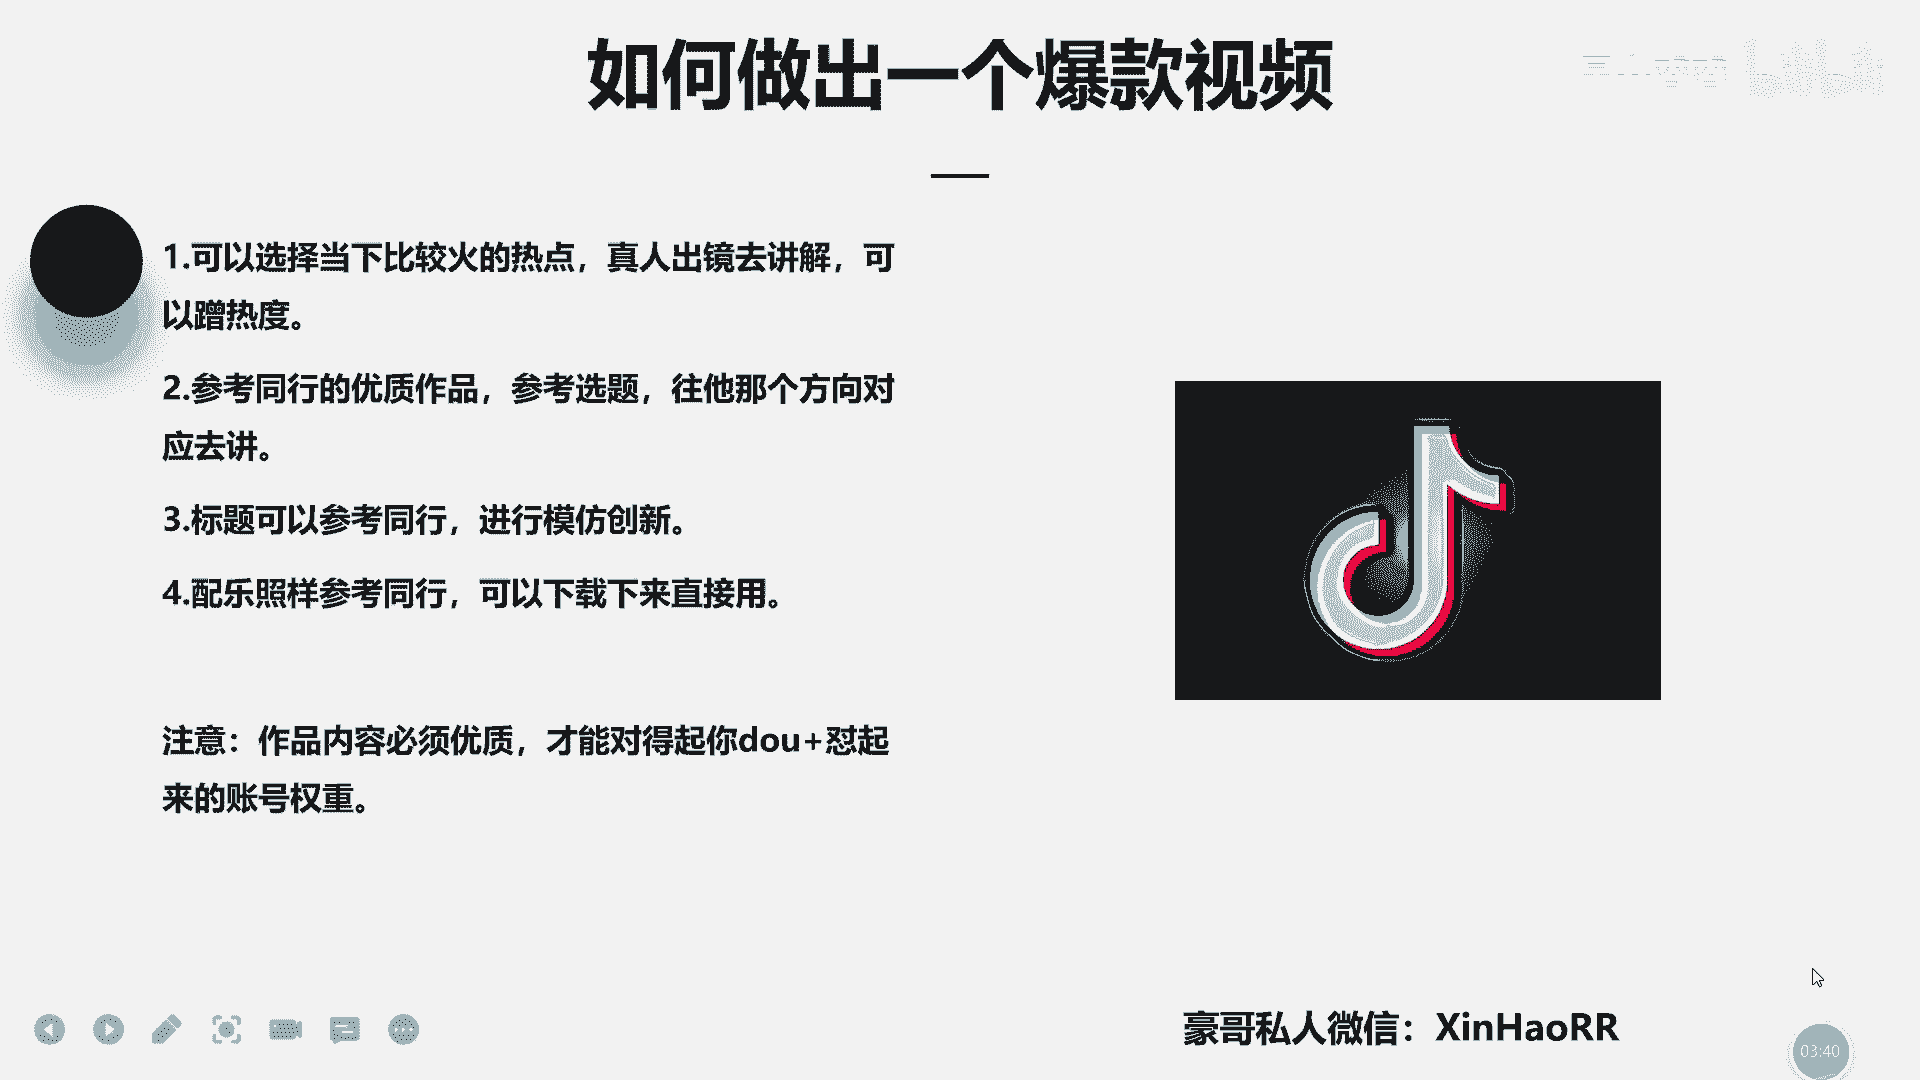 如何做出一个爆款视频
1.可以选择当下比较火的热点，真人出镜去讲解，可
以蹭热度。
2.参考同行的优质作品，参考选题，往他那个方向对
应去讲。
3.标题可以参考同行，进行模仿创新。
4.配乐照样参考同行，可以下载下来直接用。
注意：作品内容必须优质，才能对得起你dou+怼起
来的账号权重。
豪哥私人微信：XinHaoRR
03:40